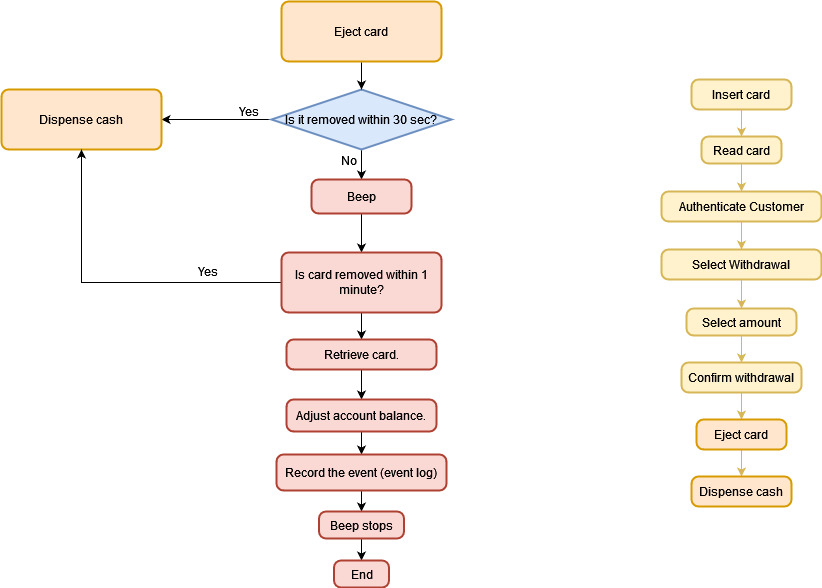 Eject card
Is it removed within 30 sec?
Yes
Dispense cash
No
Beep
Is card removed within 1
minute?
Yes
Retrieve card.
Adjust account balance.
Record the event (event log)
Beep stops
End
Insert card
Read card
Authenticate Customer
Select Withdrawal
Select amount
Confirm withdrawal
Eject card
Dispense cash